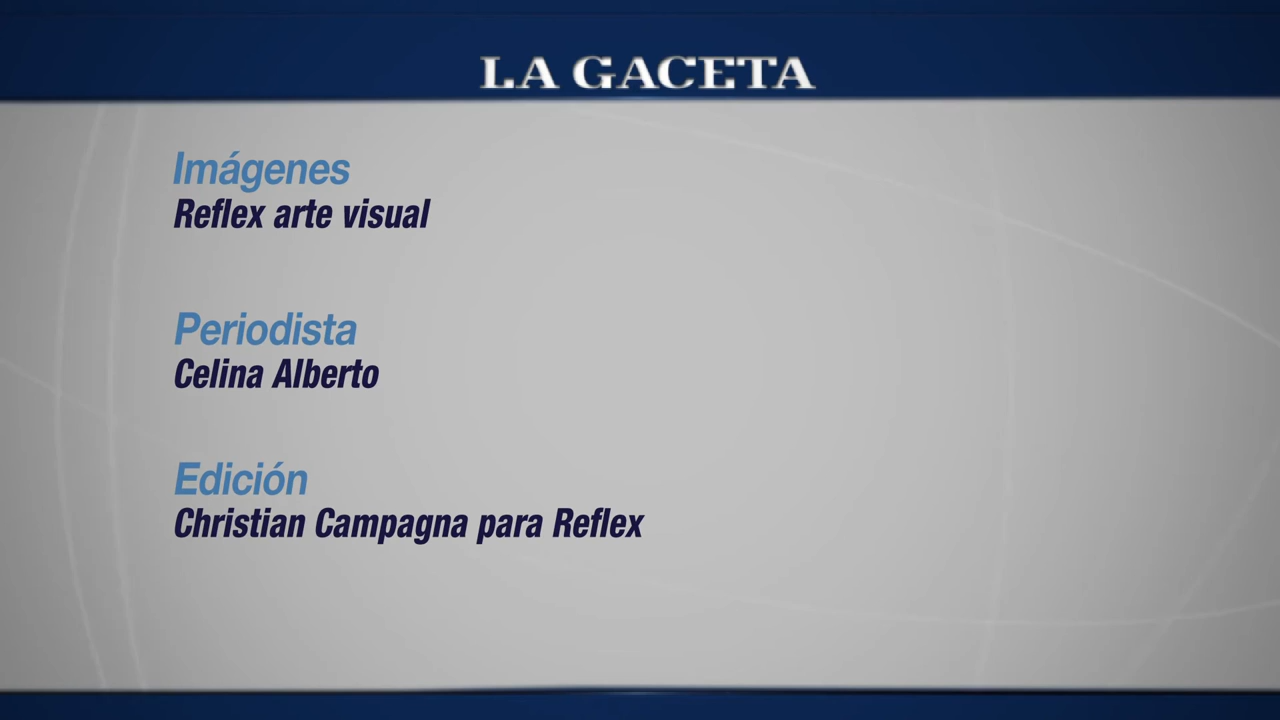 LA GACETA
Imágenes
Reflex arte visual
Periodista
Celina Alberto
Edición
Christian Campagna para Reflex